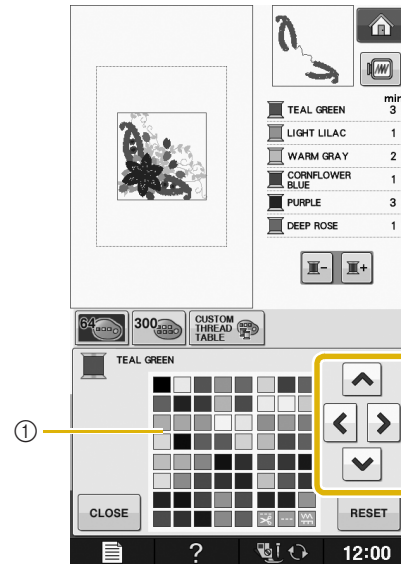 min
TEAL GREEN 3
LIGHT LILAC 1
WARM GRAY 2
CORNFLOWER
BLUE 1
PURPLE 3
DEEP ROSE 1
- +
64 300 CUSTOM
THREAD
TABLE
TEAL GREEN
①
CLOSE RESET
? 12:00